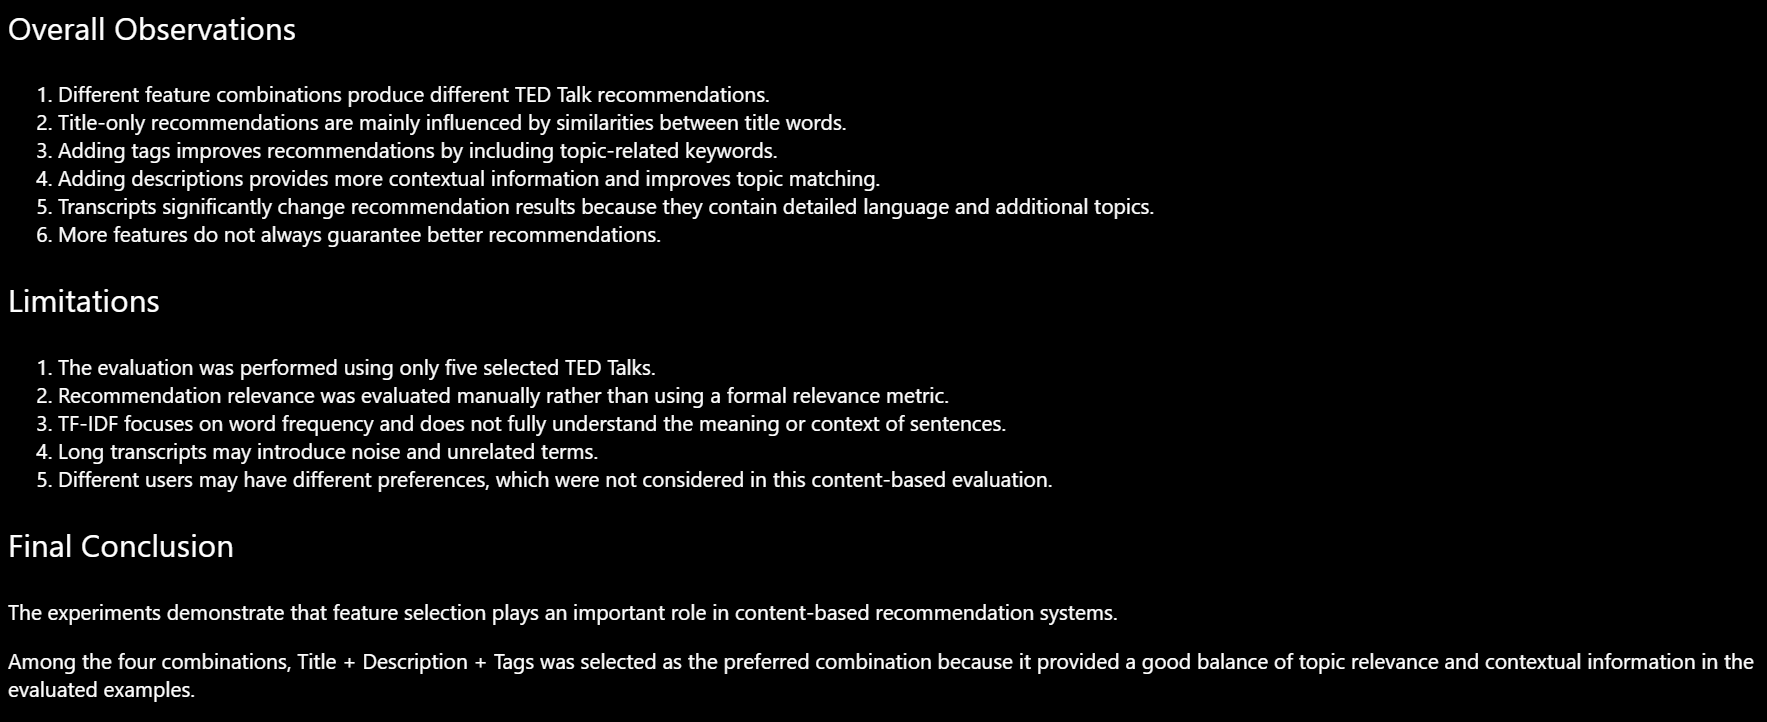 Overall Observations
1. Different feature combinations produce different TED Talk recommendations.
2. Title-only recommendations are mainly influenced by similarities between title words.
3. Adding tags improves recommendations by including topic-related keywords.
4. Adding descriptions provides more contextual information and improves topic matching.
5. Transcripts significantly change recommendation results because they contain detailed language and additional topics.
6. More features do not always guarantee better recommendations.
Limitations
1. The evaluation was performed using only five selected TED Talks.
2. Recommendation relevance was evaluated manually rather than using a formal relevance metric.
3. TF-IDF focuses on word frequency and does not fully understand the meaning or context of sentences.
4. Long transcripts may introduce noise and unrelated terms.
5. Different users may have different preferences, which were not considered in this content-based evaluation.
Final Conclusion
The experiments demonstrate that feature selection plays an important role in content-based recommendation systems.
Among the four combinations, Title + Description + Tags was selected as the preferred combination because it provided a good balance of topic relevance and contextual information in the
evaluated examples.